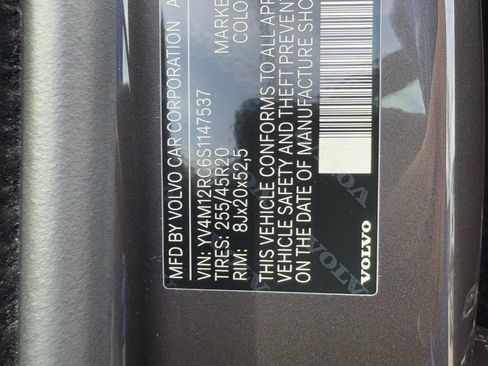 MFD BY VOLVO CAR CORPORATION A
MARKE
VIN: YV4M12RC6S1147537
COLO
TIRES: 255/45R20
RIM: 8Jx20x52,5
THIS VEHICLE CONFORMS TO ALL APP
VEHICLE SAFETY AND THEFT PREVENT
ON THE DATE OF MANUFACTURE SHO
VOLVO
VOLVO
VOLVO